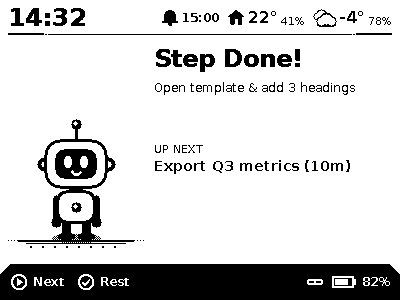 14:32 15:00 22° 41% -4° 78%
Step Done!
Open template & add 3 headings
UP NEXT
Export Q3 metrics (10m)
Next Rest 82%